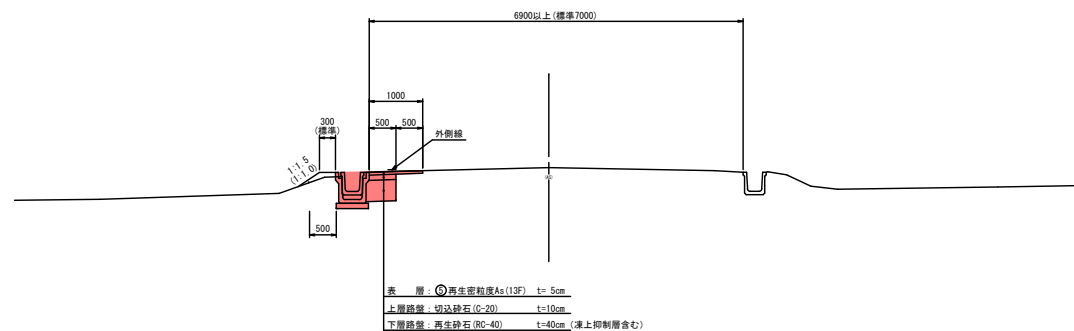 6900以上(標準7000)
1000
300
(標準)
500
500
外側線
1:1.5
(1:1.0)
500
表　　層：⑤再生密粒度As(13F)　t= 5cm
上層路盤：切込砕石(C-20)　t=10cm
下層路盤：再生砕石(RC-40)　t=40cm（凍上抑制層含む）